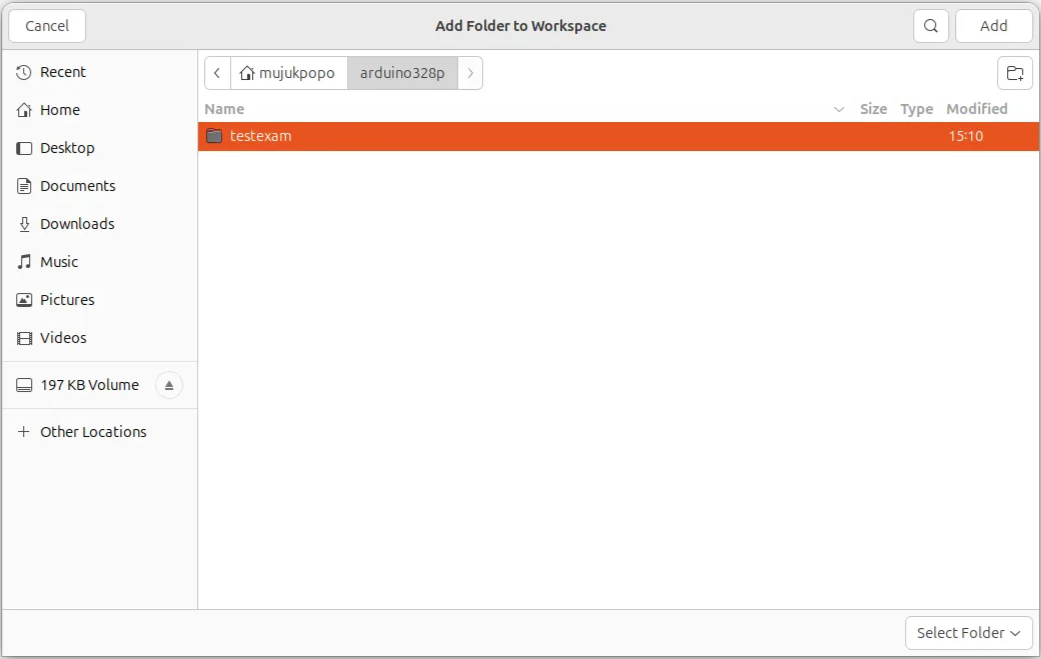 Cancel Add Folder to Workspace Add
Recent
Home
Desktop
Documents
Downloads
Music
Pictures
Videos
197 KB Volume
Other Locations
mujukpopo arduino328p
Name Size Type Modified
testexam 15:10
Select Folder